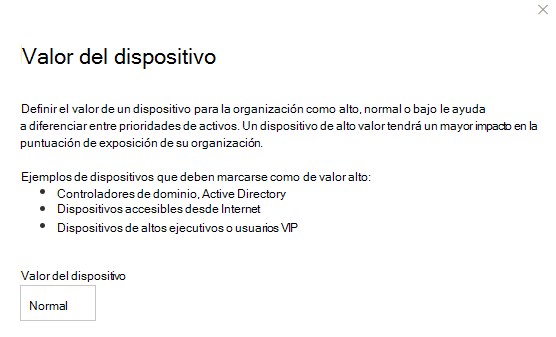 Valor del dispositivo
Definir el valor de un dispositivo para la organización como alto, normal o bajo le ayuda
a diferenciar entre prioridades de activos. Un dispositivo de alto valor tendrá un mayor impacto en la
puntuación de exposición de su organización.
Ejemplos de dispositivos que deben marcarse como de valor alto:
• Controladores de dominio, Active Directory
• Dispositivos accesibles desde Internet
• Dispositivos de altos ejecutivos o usuarios VIP
Valor del dispositivo
Normal